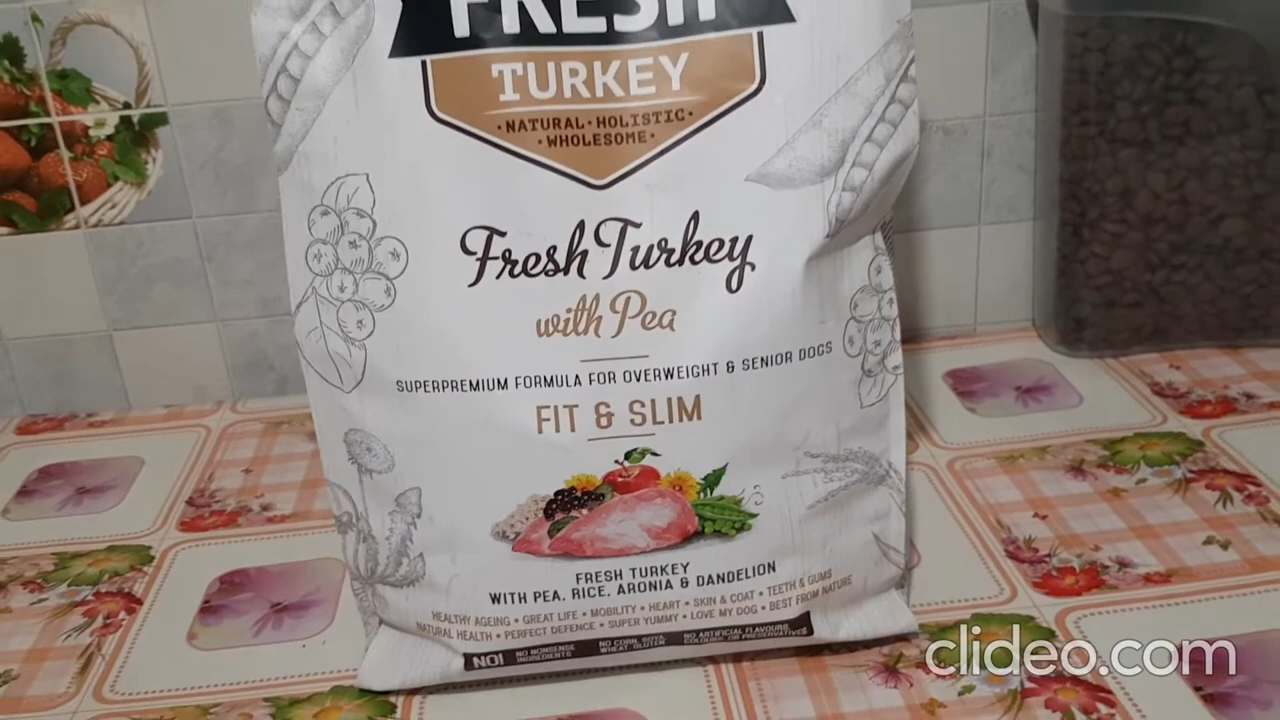 FRESH
TURKEY
·NATURAL·HOLISTIC·
·WHOLESOME·
Fresh Turkey
with Pea
SUPERPREMIUM FORMULA FOR OVERWEIGHT & SENIOR DOGS
FIT & SLIM
FRESH TURKEY
WITH PEA, RICE, ARONIA & DANDELION
HEALTHY AGEING • GREAT LIFE • MOBILITY • HEART • SKIN & COAT • TEETH & GUMS
NATURAL HEALTH • PERFECT DEFENCE • SUPER YUMMY • LOVE MY DOG • BEST FROM NATURE
NO! NO NONSENSE INGREDIENTS NO CORN, SOYA, WHEAT, GLUTEN NO ARTIFICIAL FLAVOURS, COLOURS, OR PRESERVATIVES
clideo.com